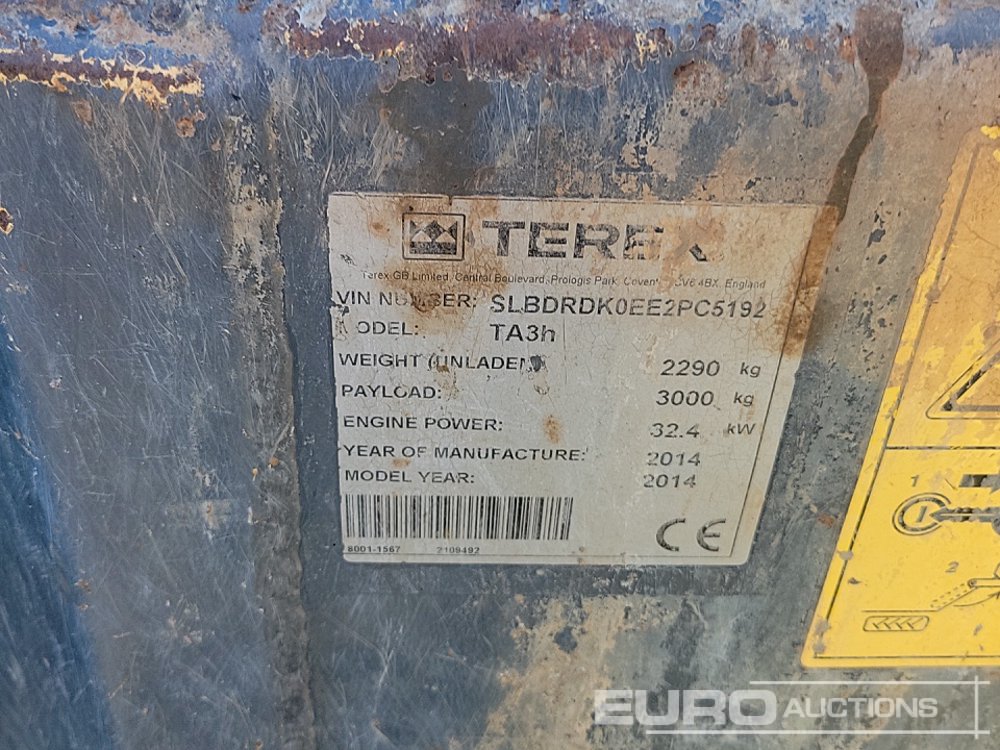 TEREX
Terex GB Limited, Central Boulevard, Prologis Park, CV6 4BX, England
VIN NUMBER: SLBDRDK0EE2PC5192
MODEL: TA3h
WEIGHT (UNLADEN) 2290 kg
PAYLOAD: 3000 kg
ENGINE POWER: 32.4 kW
YEAR OF MANUFACTURE: 2014
MODEL YEAR: 2014
8001-1567 2109492
CE
1
2
EURO AUCTIONS